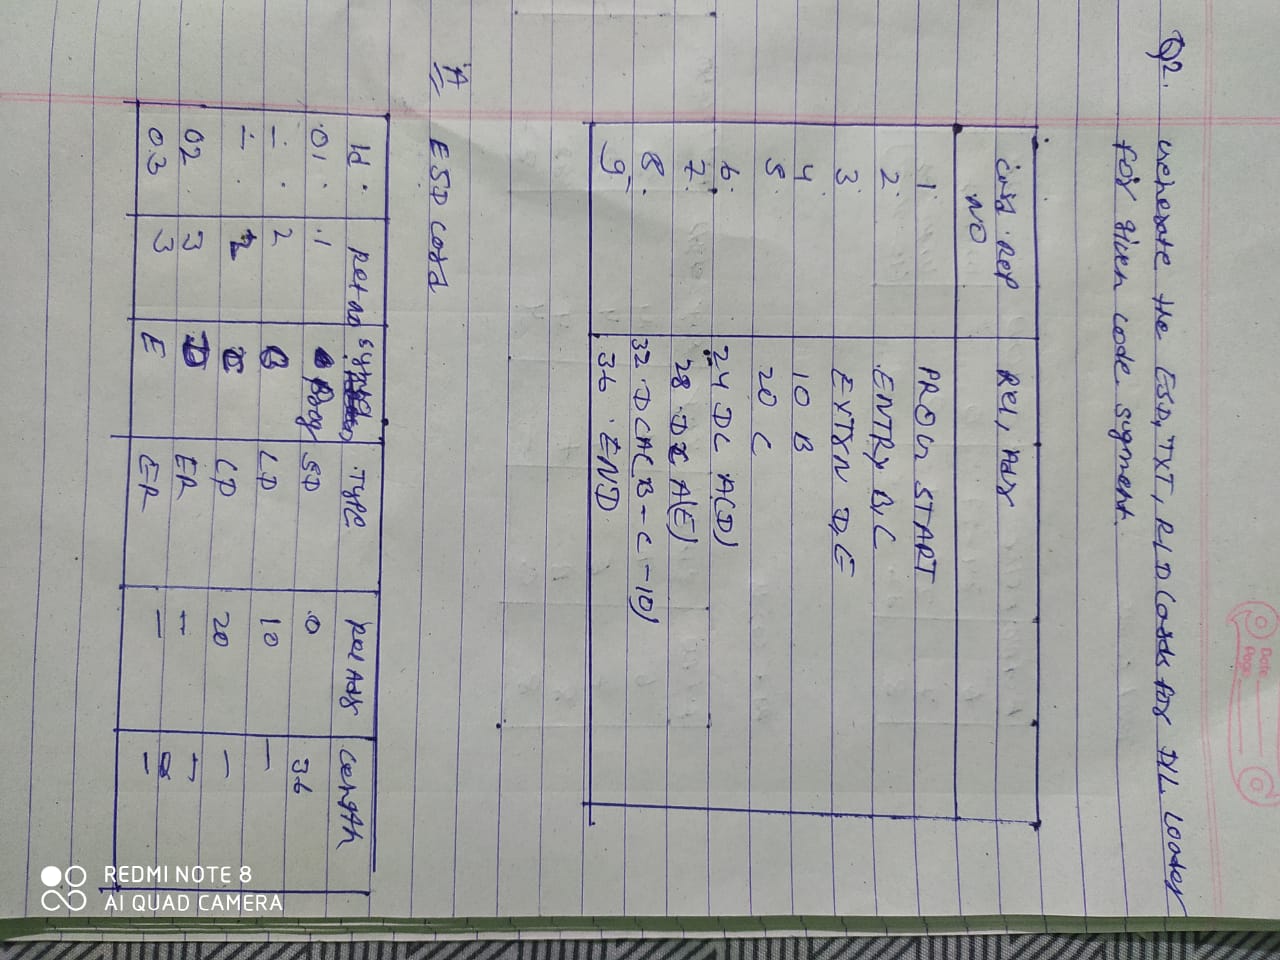 Date
Page
Q2. Generate the ESD, TXT, RLD Cards for DIL Loader
for given code sugment.
Card Ref Rel, Adr
NO
1 PROG START
2 ENTRY B, C
3 EXTRN D, E
4 10 B
5 20 C
6. 24 DC A(D)
7. 28 DC A(E)
8. 32 DCA(B-C-10)
9 36 END
A ESD card
Id Ref no Symbol TYPE Rel Adr Length
01 1 Prog SD 0 36
- 2 B LD 10 -
- 2 C LD 20 -
02 3 D ER - -
03 3 E ER - -
REDMI NOTE 8
AI QUAD CAMERA